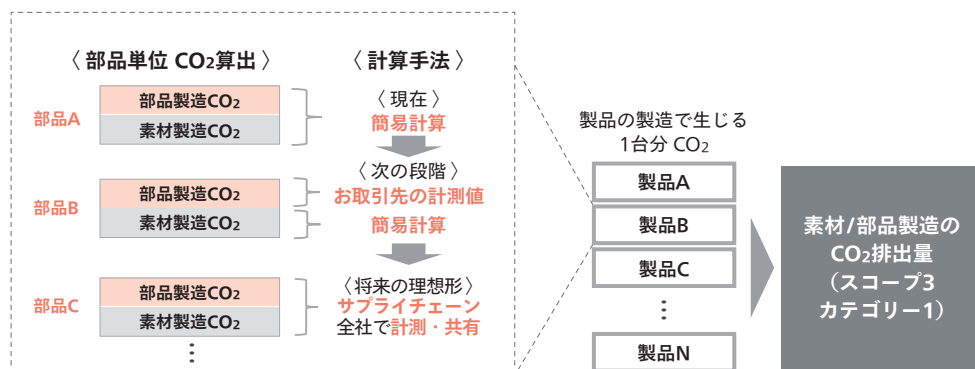 〈 部品単位 CO₂算出 〉
〈 計算手法 〉
部品A
部品製造CO₂
素材製造CO₂
〈 現在 〉
簡易計算
部品B
部品製造CO₂
素材製造CO₂
〈 次の段階 〉
お取引先の計測値
簡易計算
部品C
部品製造CO₂
素材製造CO₂
⋮
〈 将来の理想形 〉
サプライチェーン
全社で計測・共有
製品の製造で生じる
1台分 CO₂
製品A
製品B
製品C
⋮
製品N
素材/部品製造の
CO₂排出量
（スコープ3
カテゴリー1）